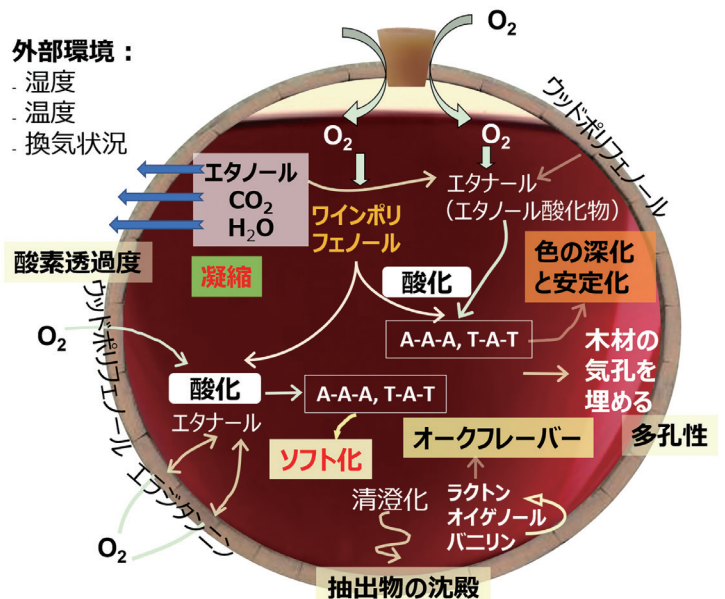 外部環境：
- 湿度
- 温度
- 換気状況
O₂
O₂
O₂
ウッドポリフェノール
エタノール
CO₂
H₂O
ワインポリ
フェノール
エタナール
（エタノール酸化物）
酸素透過度
凝縮
酸化
色の深化
と安定化
ウッドポリフェノール
O₂
A-A-A, T-A-T
木材の
気孔を
埋める
酸化
エタナール
A-A-A, T-A-T
ソフト化
オークフレーバー
多孔性
エラジタンニン
清澄化
ラクトン
オイゲノール
バニリン
O₂
抽出物の沈殿